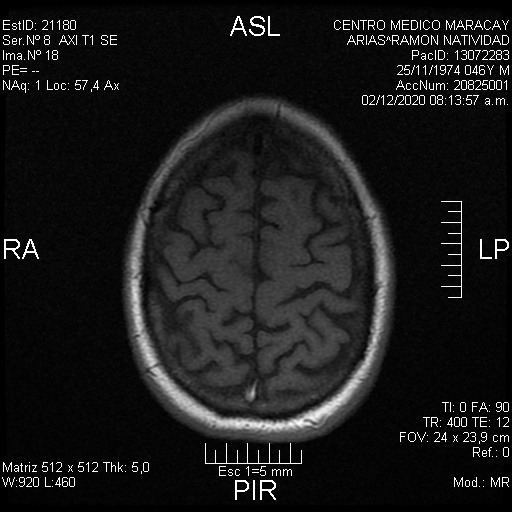 EstID: 21180
Ser.Nº 8 AXI T1 SE
Ima.Nº 18
PE= --
NAq: 1 Loc: 57,4 Ax
ASL
CENTRO MEDICO MARACAY
ARIAS^RAMON NATIVIDAD
PacID: 13072283
25/11/1974 046Y M
AccNum: 20825001
02/12/2020 08:13:57 a.m.
RA
LP
TI: 0 FA: 90
TR: 400 TE: 12
FOV: 24 x 23,9 cm
Ref.: 0
Mod.: MR
Matriz 512 x 512 Thk: 5,0
W:920 L:460
Esc 1=5 mm
PIR